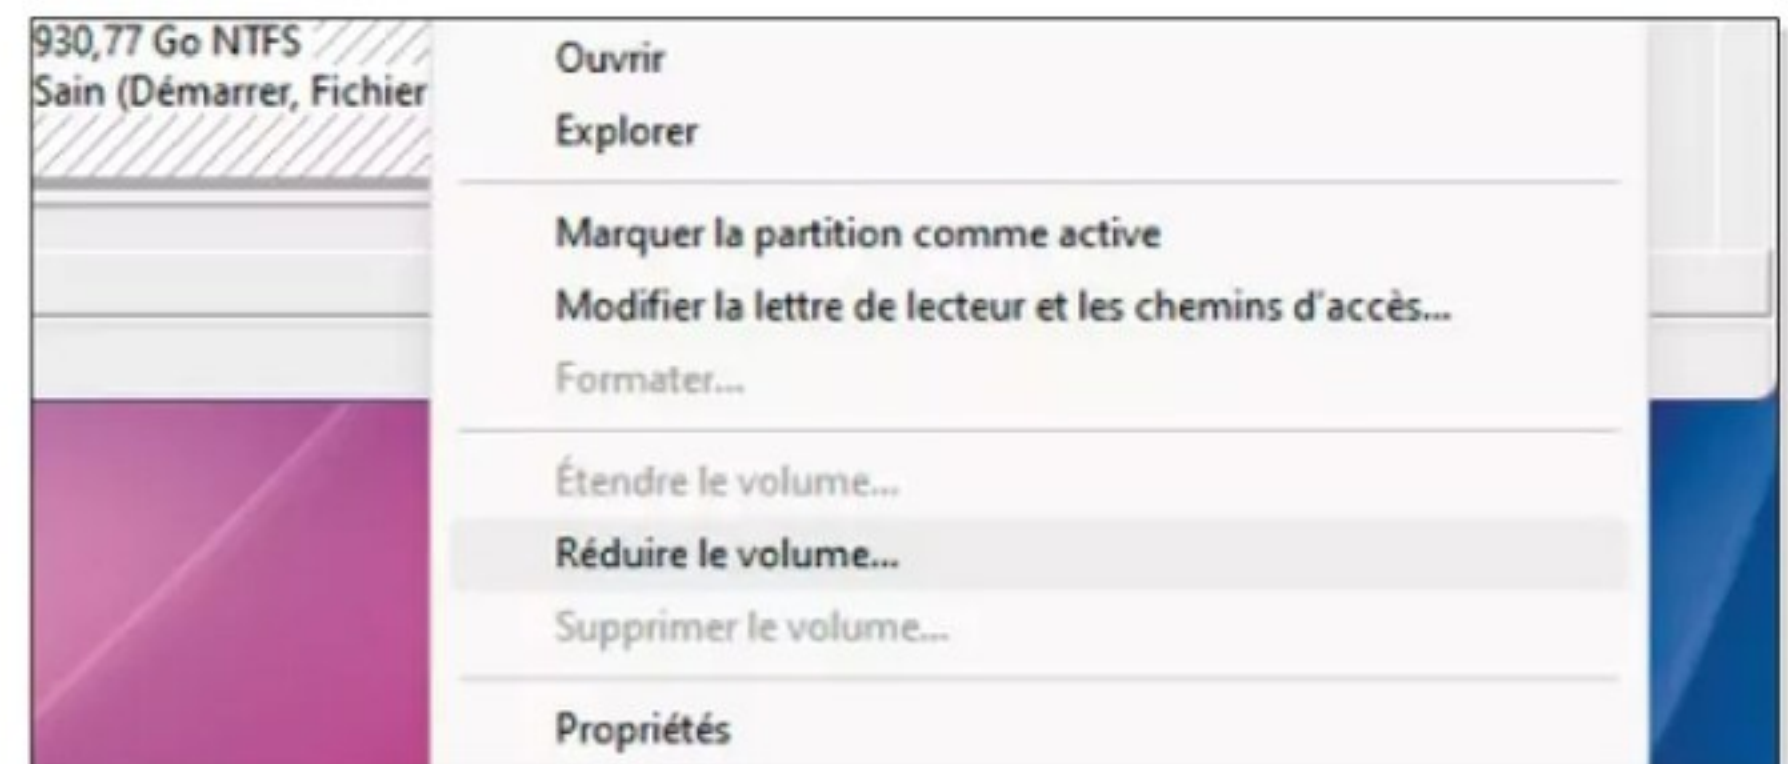 930,77 Go NTFS
Sain (Démarrer, Fichier
Ouvrir
Explorer
Marquer la partition comme active
Modifier la lettre de lecteur et les chemins d'accès...
Formater...
Étendre le volume...
Réduire le volume...
Supprimer le volume...
Propriétés